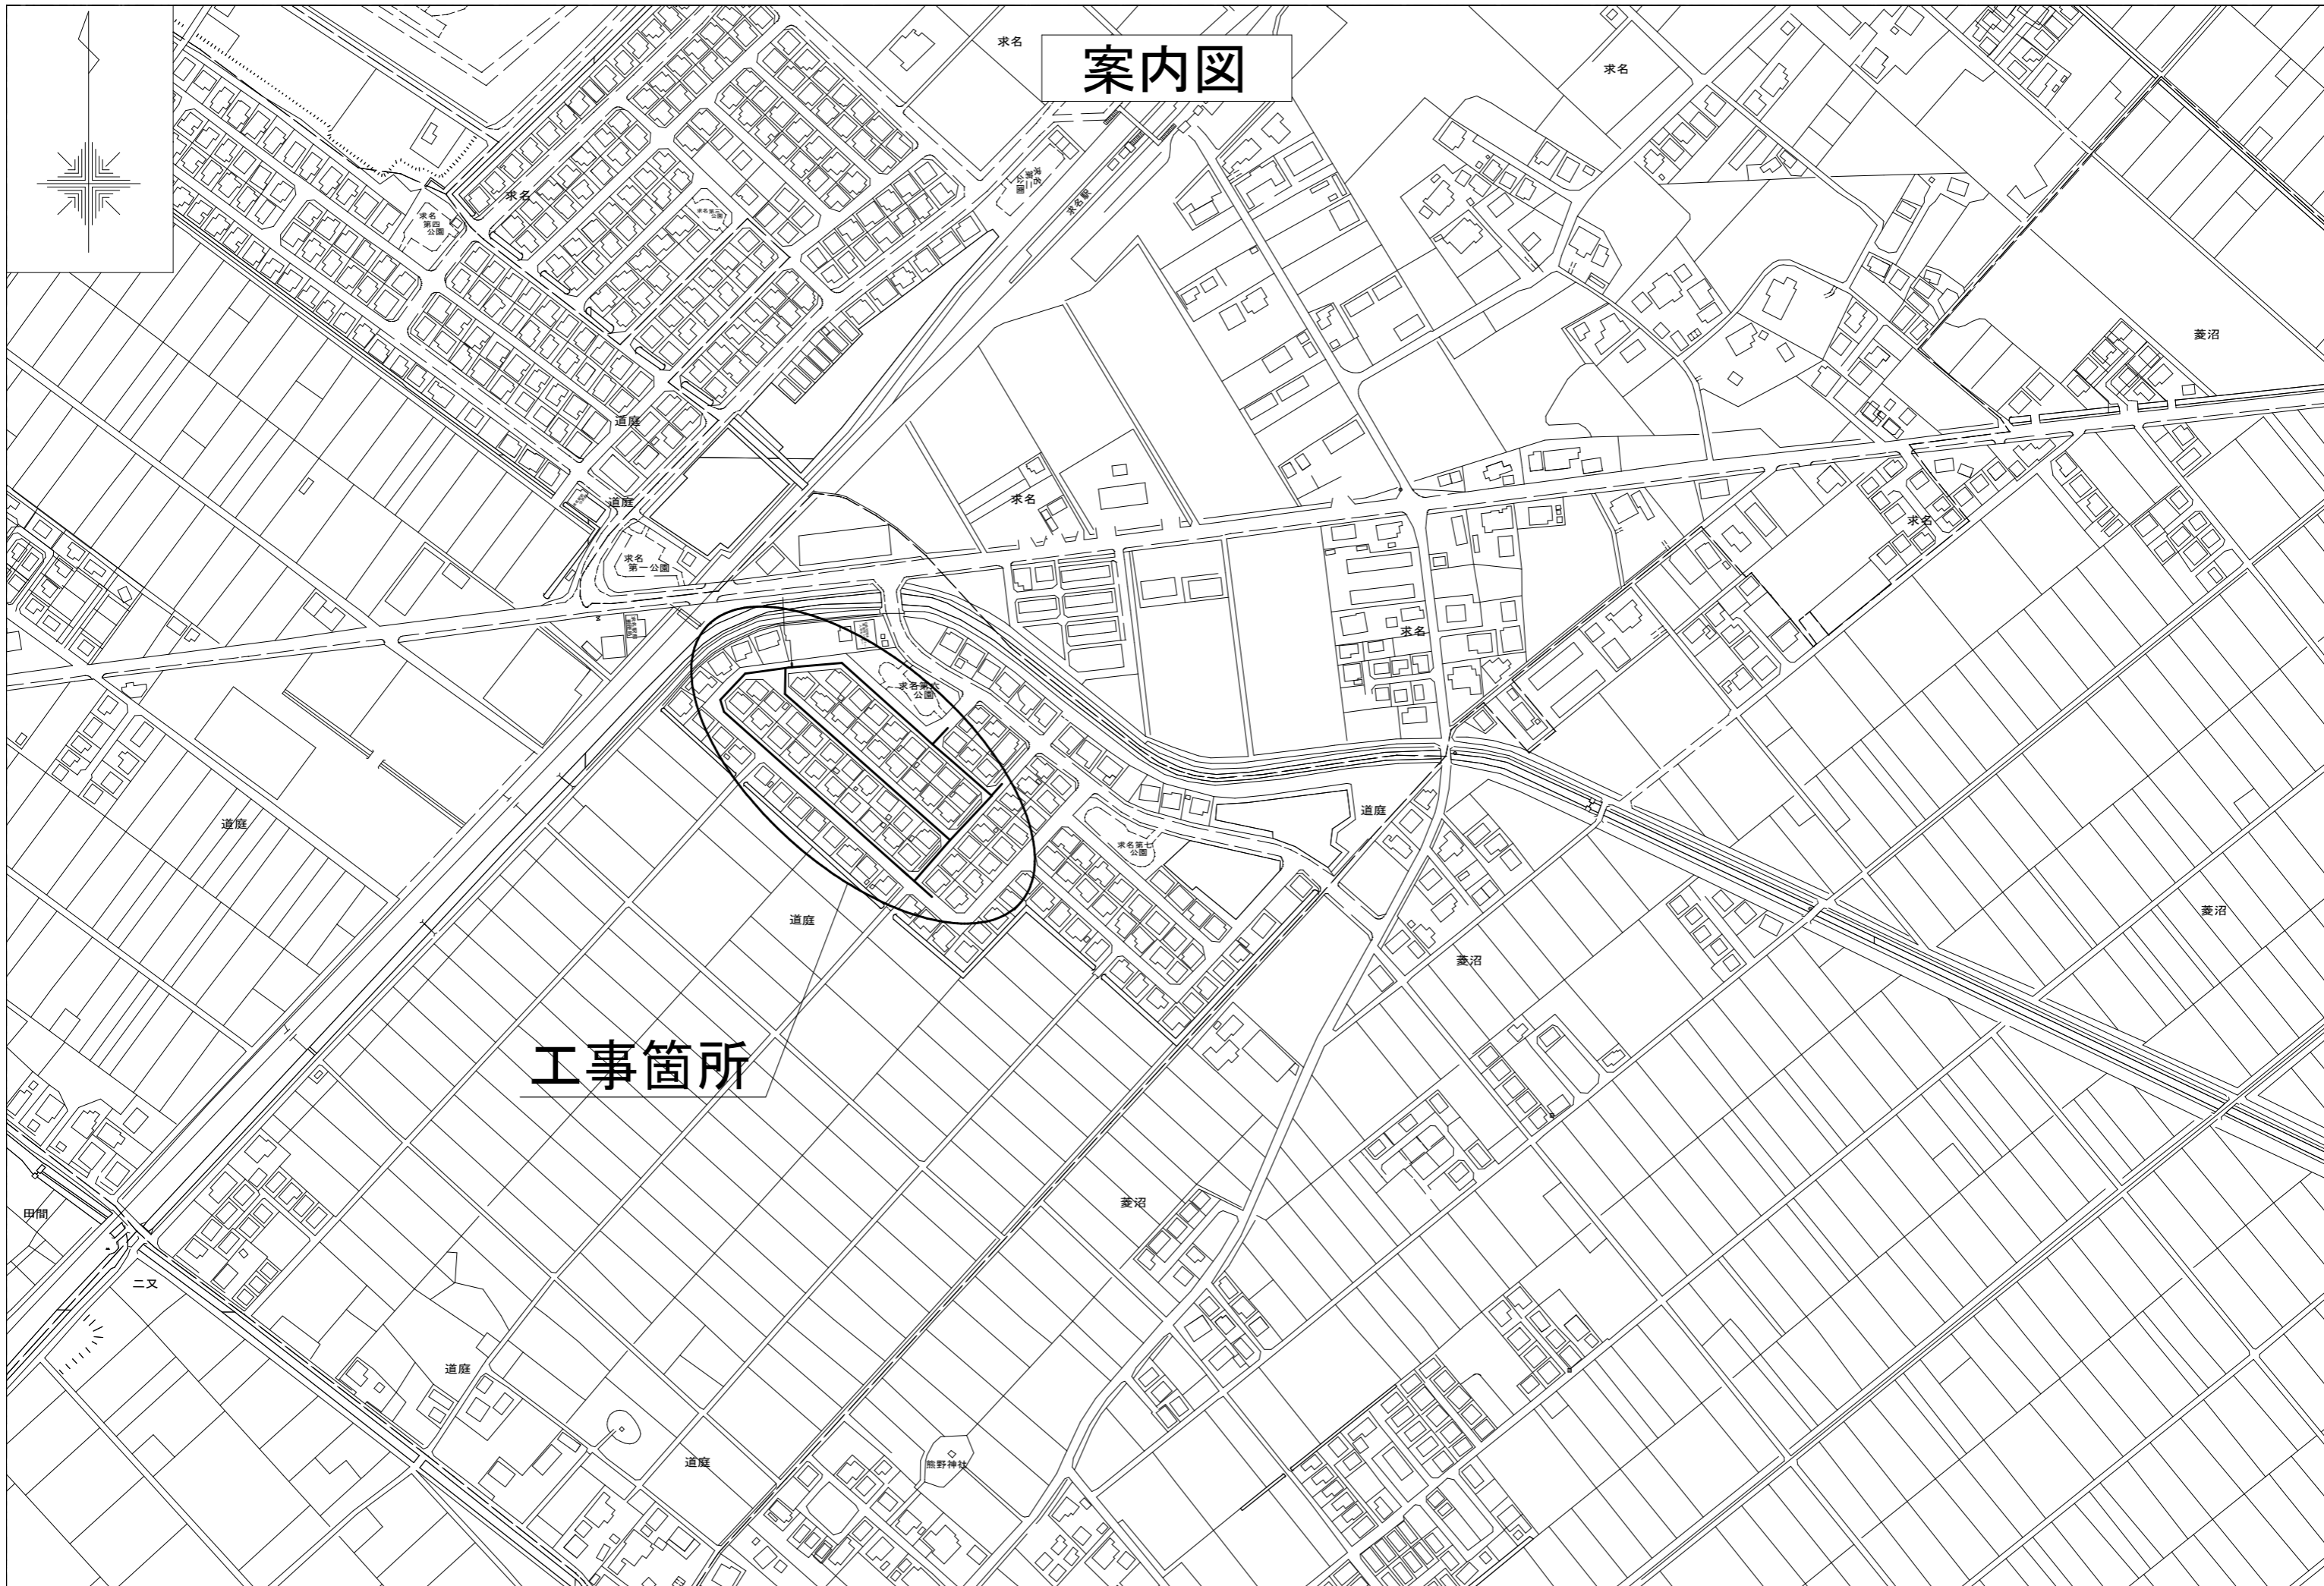 案内図
求名
求名
求名
第二
公園
求名駅
求名
求名第三
公園
求名
第四
公園
菱沼
道庭
道庭
求名
求名
求名
第一公園
求名
求名第六
公園
道庭
道庭
求名第七
公園
道庭
菱沼
菱沼
工事箇所
菱沼
田間
二又
道庭
道庭
熊野神社